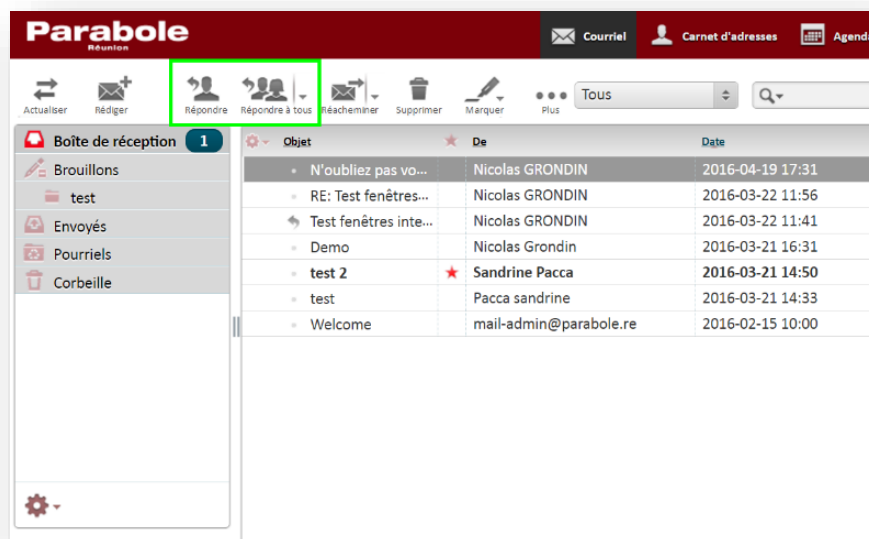 Parabole
Réunion
Courriel
Carnet d'adresses
Agenda
Actualiser
Rédiger
Répondre
Répondre à tous
Réacheminer
Supprimer
Marquer
Plus
Tous
Boîte de réception 1
Brouillons
test
Envoyés
Pourriels
Corbeille
Objet De Date
N'oubliez pas vo... Nicolas GRONDIN 2016-04-19 17:31
RE: Test fenêtres... Nicolas GRONDIN 2016-03-22 11:56
Test fenêtres inte... Nicolas GRONDIN 2016-03-22 11:41
Demo Nicolas Grondin 2016-03-21 16:31
test 2 Sandrine Pacca 2016-03-21 14:50
test Pacca sandrine 2016-03-21 14:33
Welcome mail-admin@parabole.re 2016-02-15 10:00